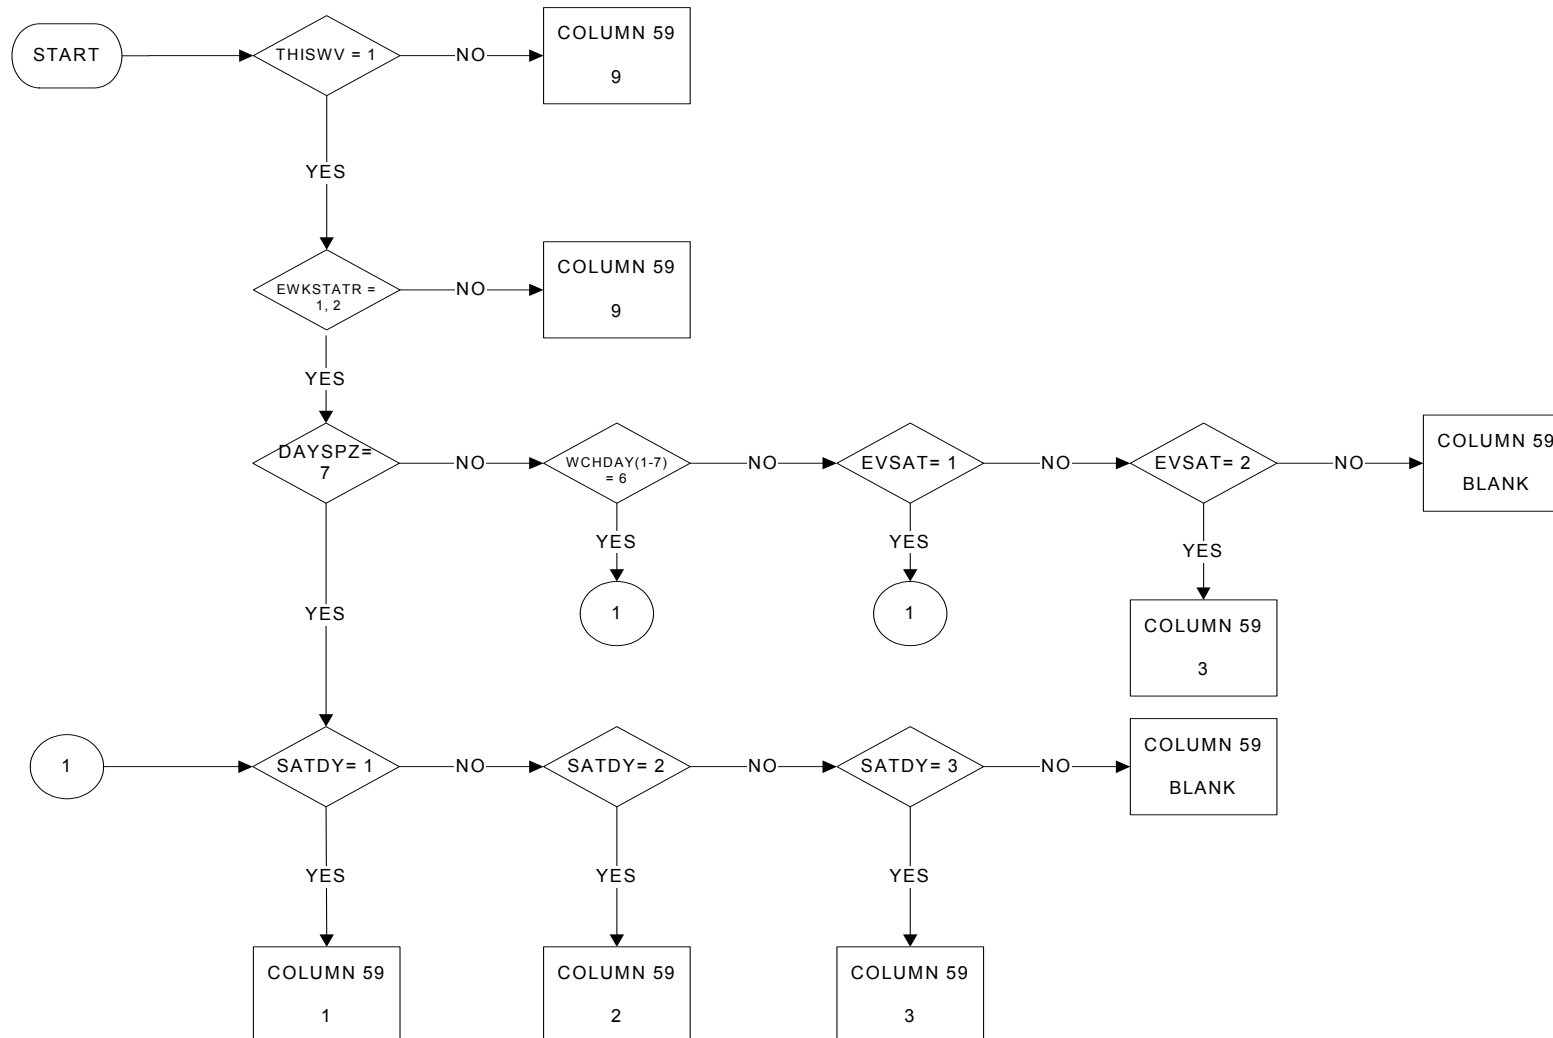 START
THISWV = 1
NO
COLUMN 59
9
YES
EWKSTATR =
1, 2
NO
COLUMN 59
9
YES
DAYSPZ=
7
NO
WCHDAY(1-7)
= 6
NO
EVSAT= 1
NO
EVSAT= 2
NO
COLUMN 59
BLANK
YES
YES
YES
YES
1
1
COLUMN 59
3
1
SATDY= 1
NO
SATDY= 2
NO
SATDY= 3
NO
COLUMN 59
BLANK
YES
YES
YES
COLUMN 59
1
COLUMN 59
2
COLUMN 59
3